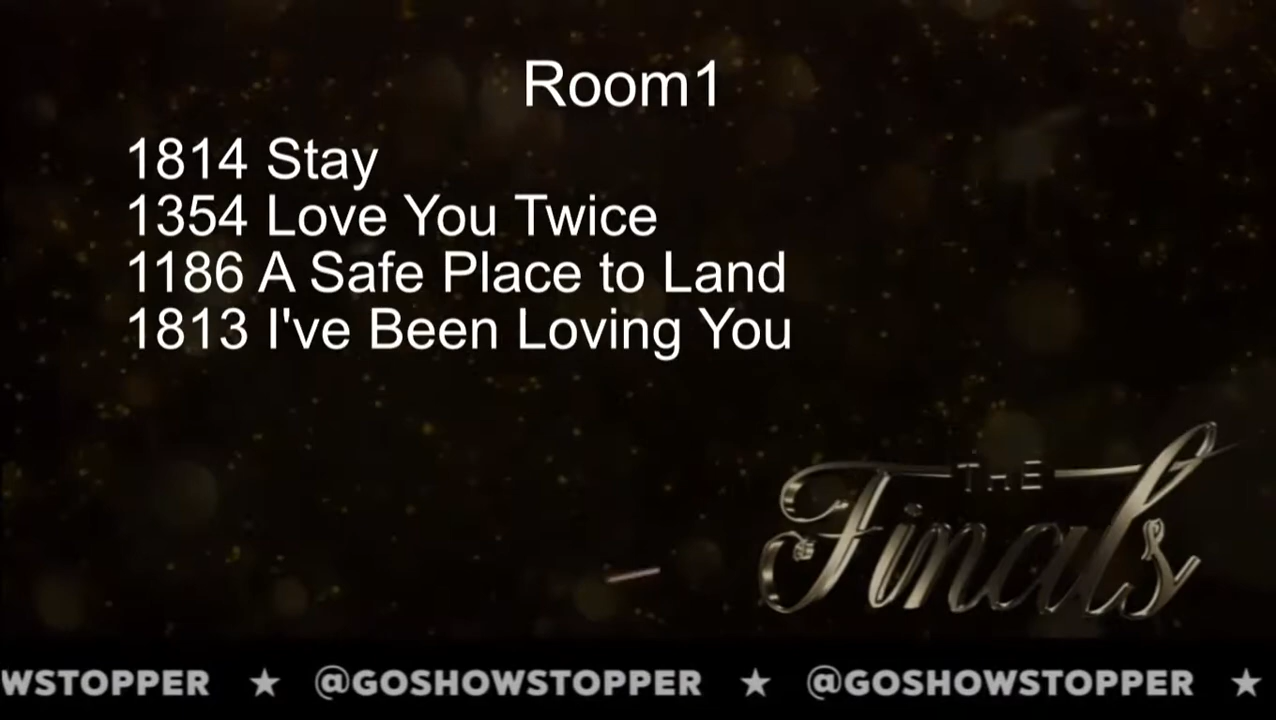 Room1
1814 Stay
1354 Love You Twice
1186 A Safe Place to Land
1813 I've Been Loving You
THE
Finals
WSTOPPER ★ @GOSHOWSTOPPER ★ @GOSHOWSTOPPER ★